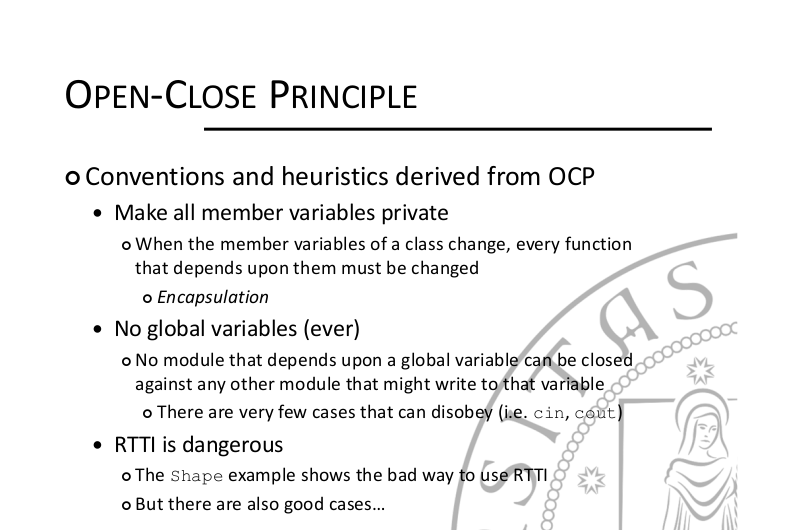 OPEN-CLOSE PRINCIPLE
Conventions and heuristics derived from OCP
• Make all member variables private
When the member variables of a class change, every function
that depends upon them must be changed
Encapsulation
• No global variables (ever)
No module that depends upon a global variable can be closed
against any other module that might write to that variable
There are very few cases that can disobey (i.e. cin, cout)
• RTTI is dangerous
The Shape example shows the bad way to use RTTI
But there are also good cases…
SITAS